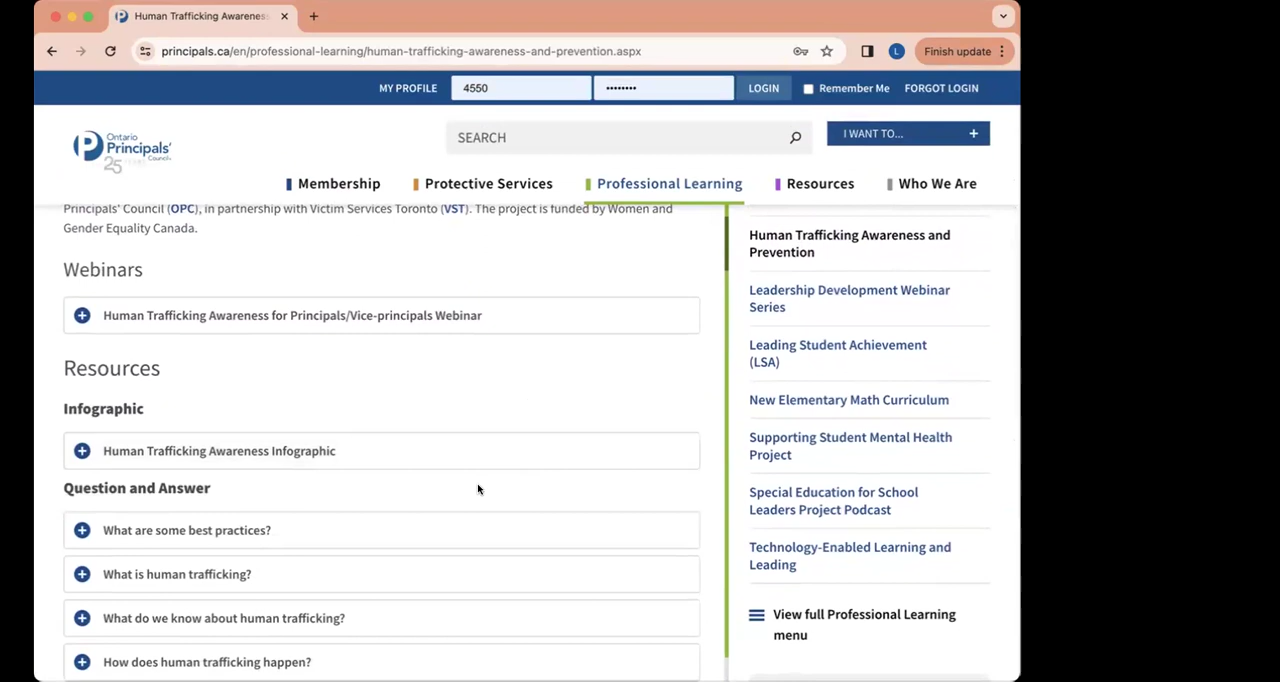 Human Trafficking Awareness
principals.ca/en/professional-learning/human-trafficking-awareness-and-prevention.aspx
L
Finish update
MY PROFILE
4550
••••••••
LOGIN
Remember Me
FORGOT LOGIN
Ontario
Principals'
Council
25 YEARS
SEARCH
I WANT TO...
Membership
Protective Services
Professional Learning
Resources
Who We Are
Principals' Council (OPC), in partnership with Victim Services Toronto (VST). The project is funded by Women and
Gender Equality Canada.
Webinars
Human Trafficking Awareness for Principals/Vice-principals Webinar
Resources
Infographic
Human Trafficking Awareness Infographic
Question and Answer
What are some best practices?
What is human trafficking?
What do we know about human trafficking?
How does human trafficking happen?
Human Trafficking Awareness and
Prevention
Leadership Development Webinar
Series
Leading Student Achievement
(LSA)
New Elementary Math Curriculum
Supporting Student Mental Health
Project
Special Education for School
Leaders Project Podcast
Technology-Enabled Learning and
Leading
View full Professional Learning
menu